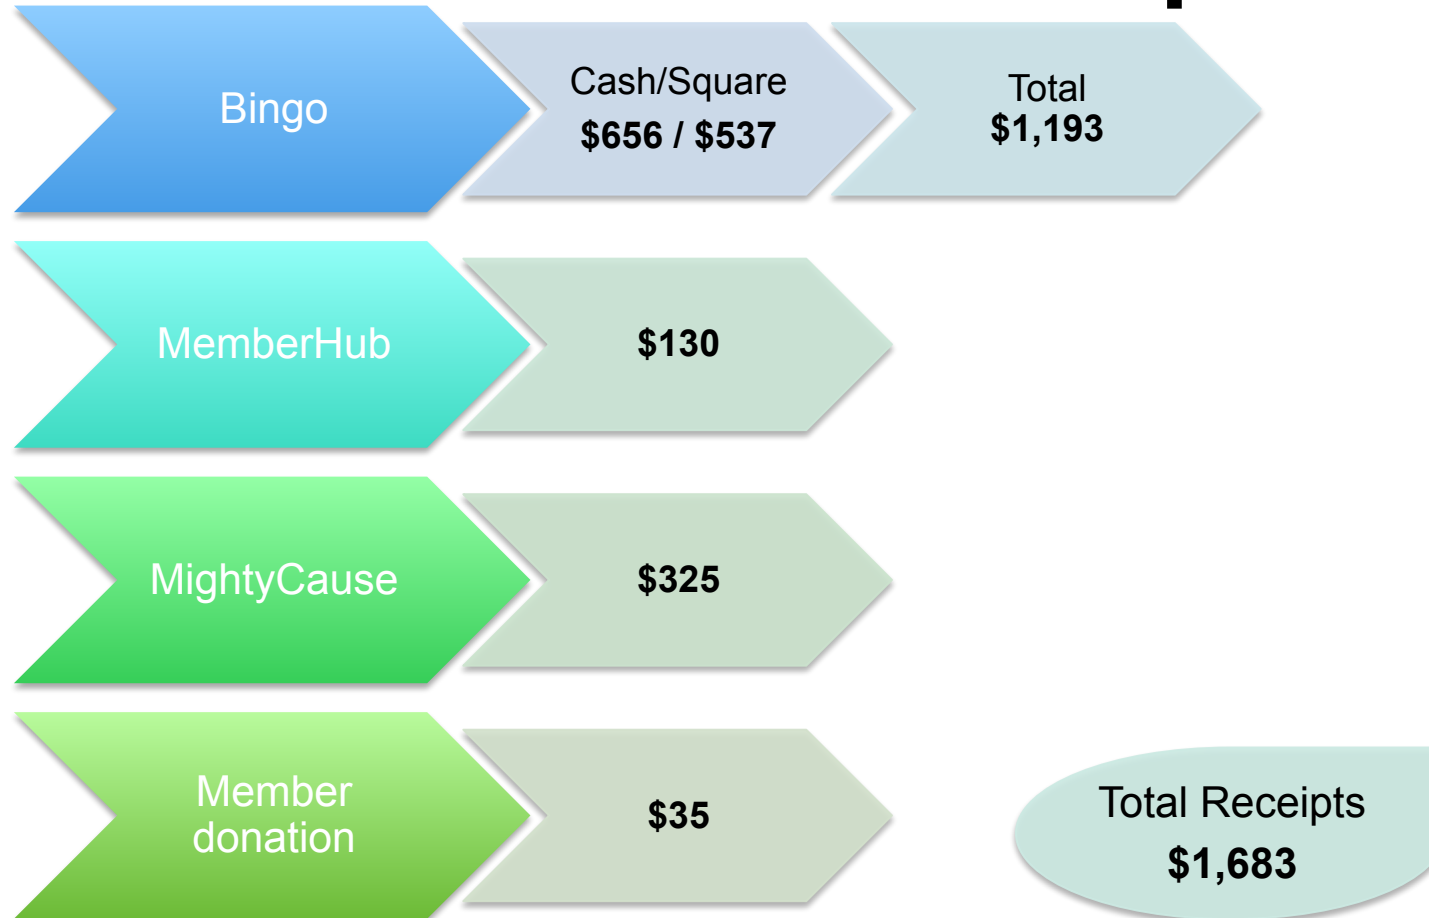 Bingo
Cash/Square
$656 / $537
Total
$1,193
MemberHub
$130
MightyCause
$325
Member
donation
$35
Total Receipts
$1,683